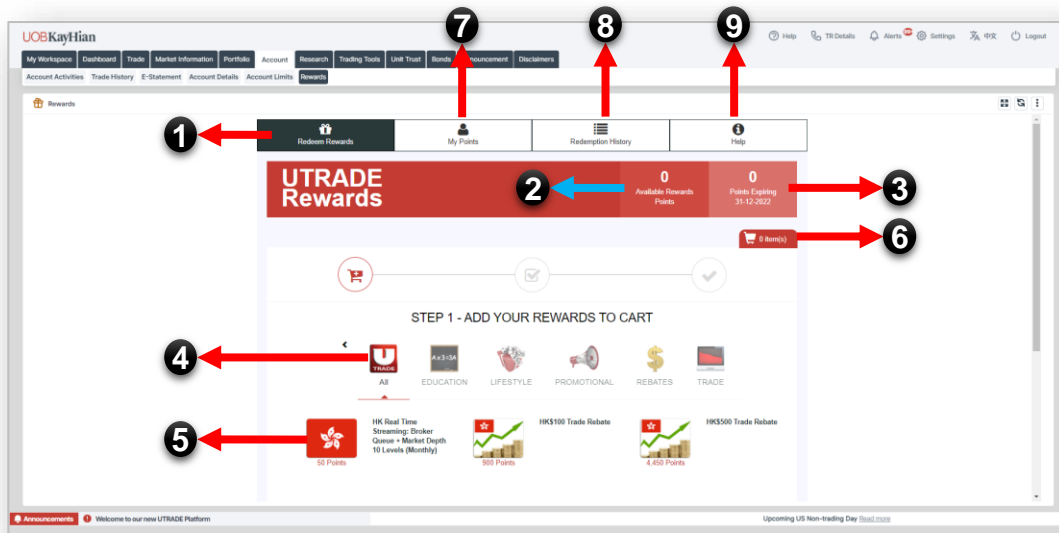 7
8
9
UOBKayHian
Help
TR Details
Alerts
Settings
中文
Logout
My Workspace Dashboard Trade Market Information Portfolio Account Research Trading Tools Unit Trust Bonds Announcement Disclaimers
Account Activities Trade History E-Statement Account Details Account Limits Rewards
Rewards
1
Redeem Rewards
My Points
Redemption History
Help
UTRADE
Rewards
2
0
Available Rewards
Points
0
Points Expiring
31-12-2022
3
0 item(s)
6
STEP 1 - ADD YOUR REWARDS TO CART
4
U
TRADE
All
EDUCATION
LIFESTYLE
PROMOTIONAL
REBATES
TRADE
5
50 Points
HK Real Time
Streaming: Broker
Queue + Market Depth
10 Levels (Monthly)
900 Points
HK$100 Trade Rebate
4,450 Points
HK$500 Trade Rebate
Announcements
Welcome to our new UTRADE Platform
Upcoming US Non-trading Day Read more